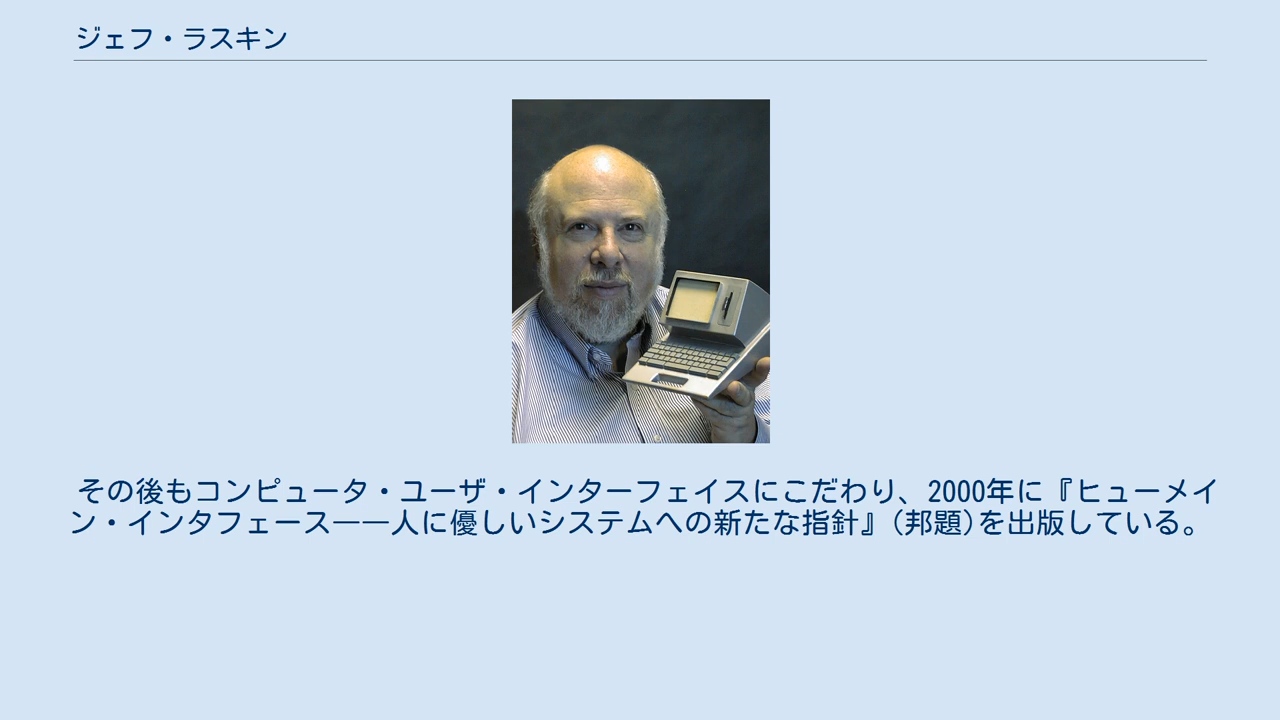 ジェフ・ラスキン
その後もコンピュータ・ユーザ・インターフェイスにこだわり、2000年に『ヒューメイ
ン・インタフェース――人に優しいシステムへの新たな指針』(邦題)を出版している。